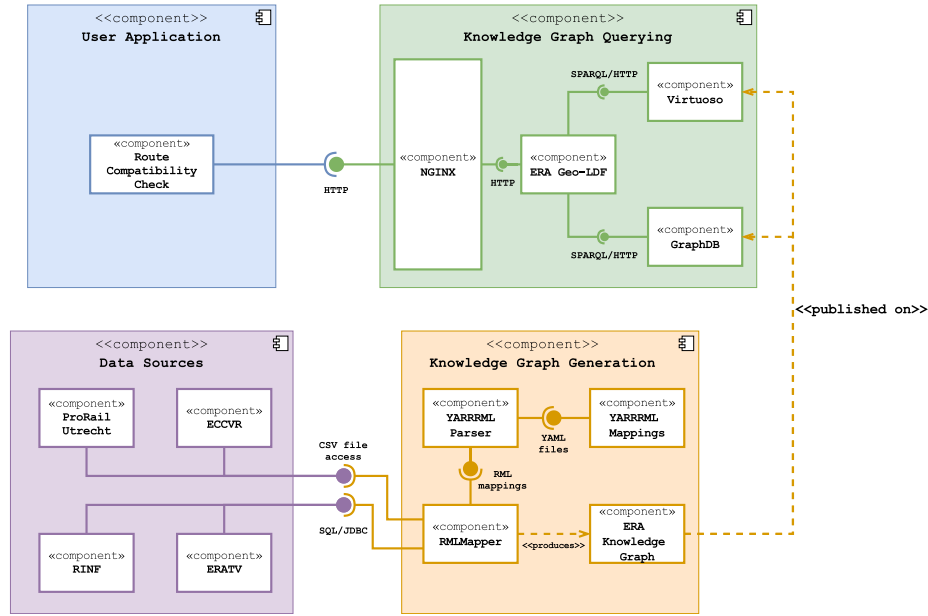 <<component>>
User Application
«component»
Route
Compatibility
Check
HTTP
<<component>>
Knowledge Graph Querying
«component»
NGINX
HTTP
«component»
ERA Geo-LDF
SPARQL/HTTP
«component»
Virtuoso
SPARQL/HTTP
«component»
GraphDB
<<published on>>
<<component>>
Data Sources
«component»
ProRail
Utrecht
«component»
ECCVR
CSV file
access
SQL/JDBC
«component»
RINF
«component»
ERATV
<<component>>
Knowledge Graph Generation
«component»
YARRRML
Parser
YAML
files
«component»
YARRRML
Mappings
RML
mappings
«component»
RMLMapper
<<produces>>
«component»
ERA
Knowledge
Graph